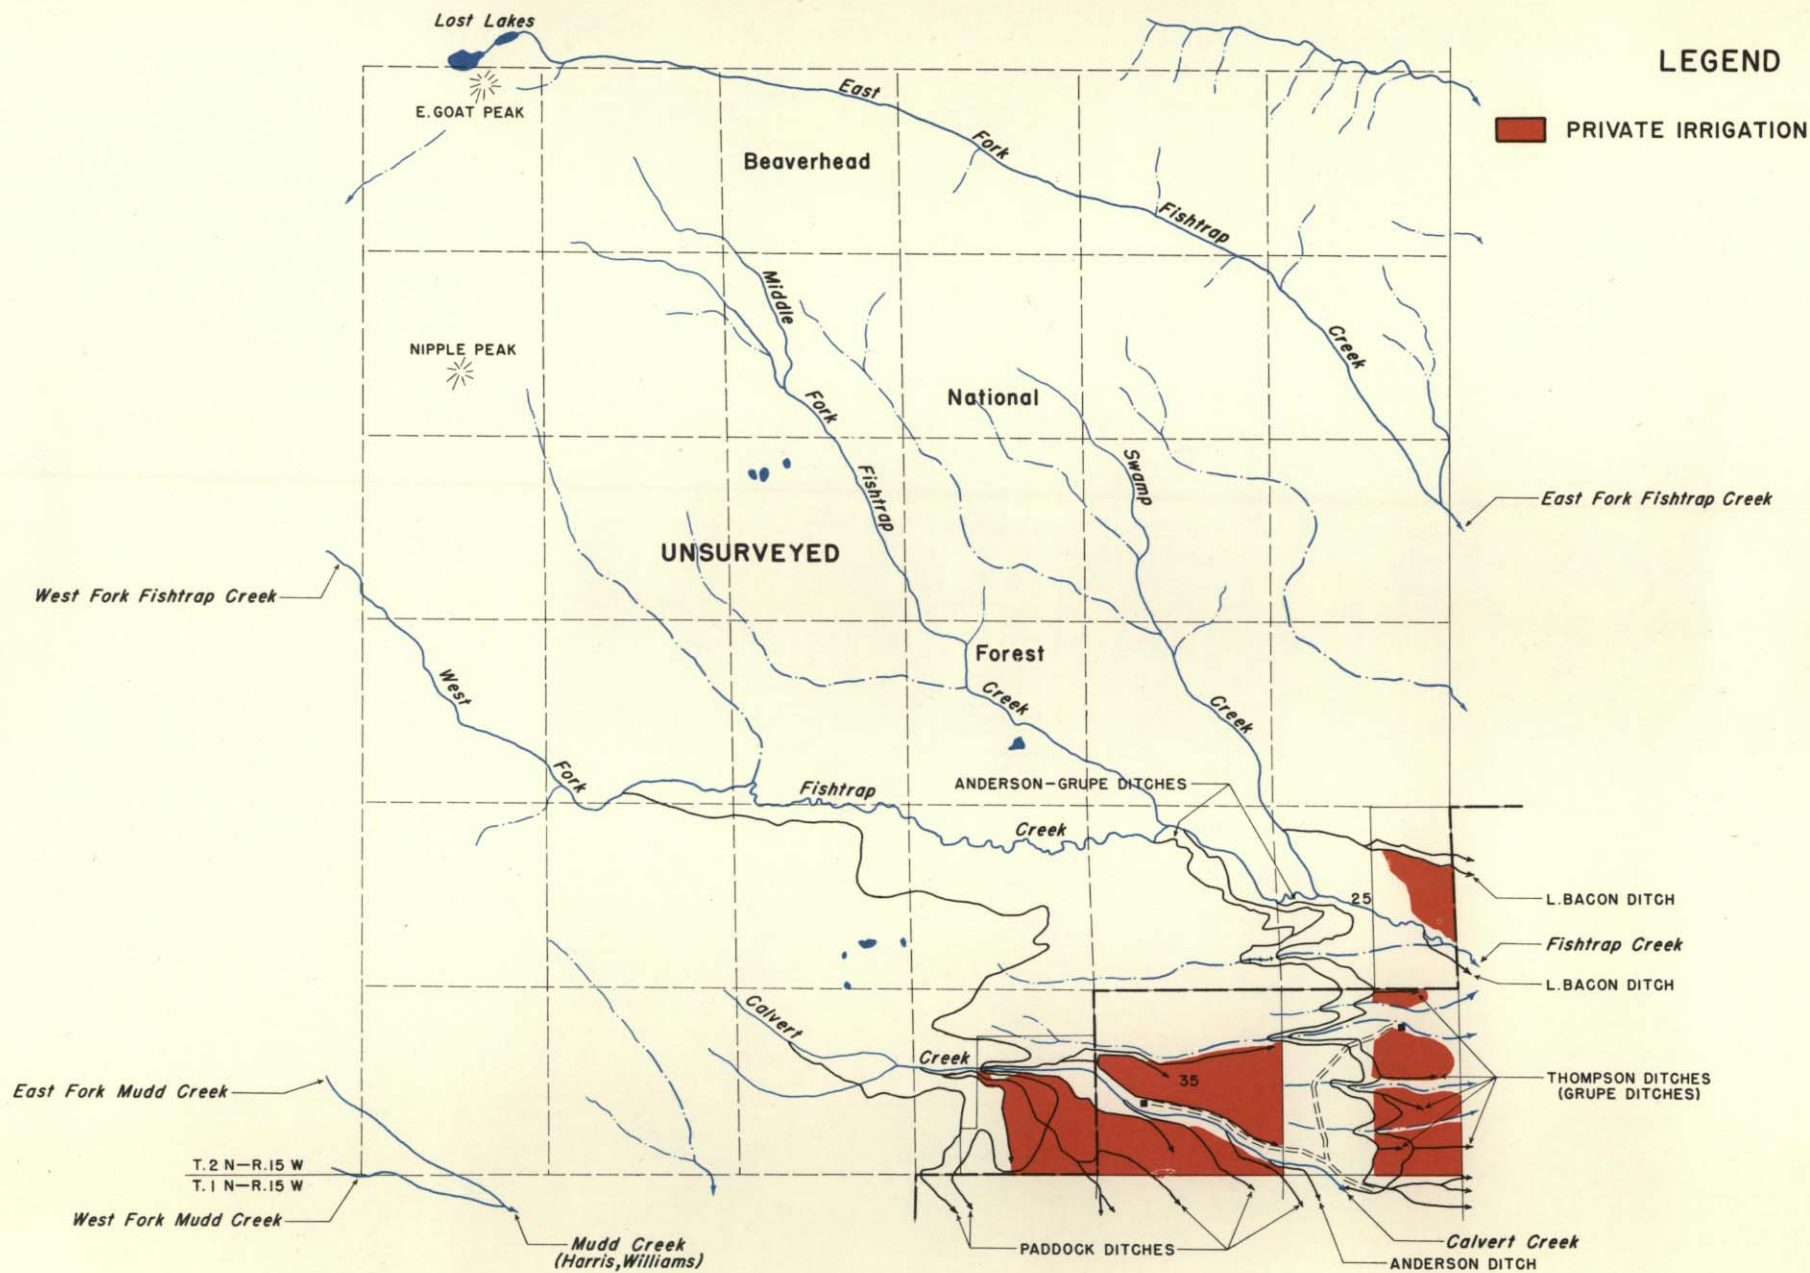 Lost Lakes
LEGEND
E. GOAT PEAK
East
PRIVATE IRRIGATION
Fork
Beaverhead
Fishtrap
Middle
Creek
NIPPLE PEAK
Fork
National
Fishtrap
Swamp
East Fork Fishtrap Creek
UNSURVEYED
West Fork Fishtrap Creek
Forest
West
Creek
Creek
Fork
Fishtrap
ANDERSON-GRUPE DITCHES
Creek
25
L. BACON DITCH
Fishtrap Creek
L. BACON DITCH
Calvert
Creek
35
THOMPSON DITCHES
(GRUPE DITCHES)
East Fork Mudd Creek
T.2 N-R.15 W
T.1 N-R.15 W
West Fork Mudd Creek
Mudd Creek
(Harris, Williams)
PADDOCK DITCHES
Calvert Creek
ANDERSON DITCH